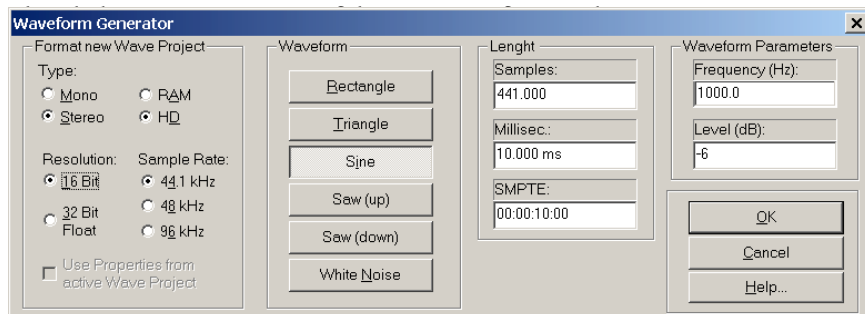 Waveform Generator
Format new Wave Project
Type:
Mono RAM
Stereo HD
Resolution: Sample Rate:
16 Bit 44.1 kHz
32 Bit Float 48 kHz
96 kHz
Use Properties from
active Wave Project
Waveform
Rectangle
Triangle
Sine
Saw (up)
Saw (down)
White Noise
Lenght
Samples:
441.000
Millisec.:
10.000 ms
SMPTE:
00:00:10:00
Waveform Parameters
Frequency (Hz):
1000.0
Level (dB):
-6
OK
Cancel
Help...